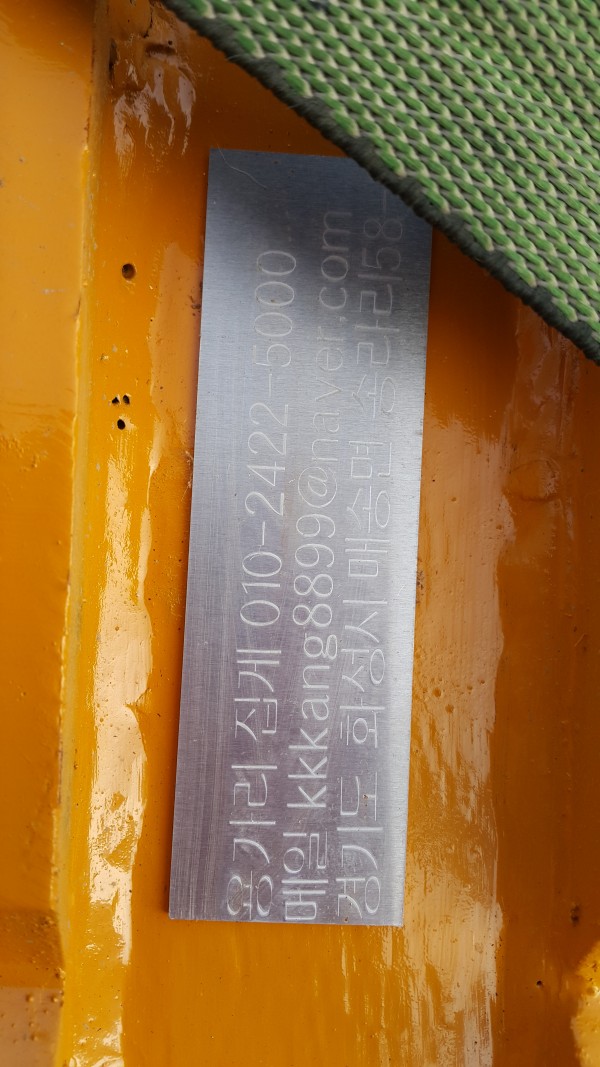 용가리 집게 010-2422-5000
메일 kkkang8899@naver.com
경기도 화성시 매송면 송라리58-